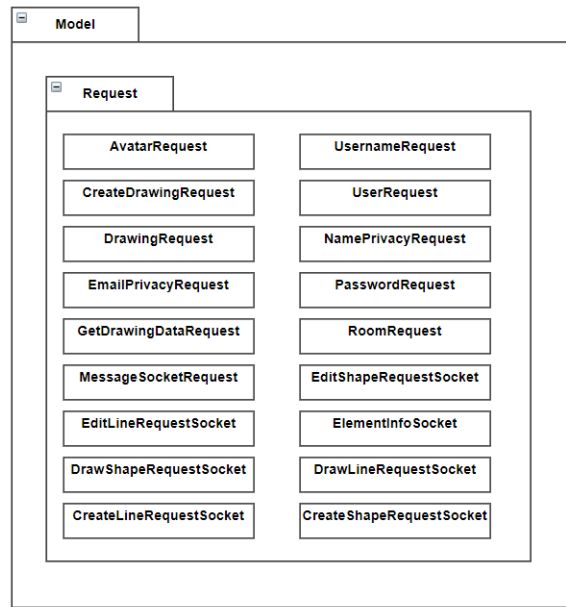 Model
Request
AvatarRequest
UsernameRequest
CreateDrawingRequest
UserRequest
DrawingRequest
NamePrivacyRequest
EmailPrivacyRequest
PasswordRequest
GetDrawingDataRequest
RoomRequest
MessageSocketRequest
EditShapeRequestSocket
EditLineRequestSocket
ElementInfoSocket
DrawShapeRequestSocket
DrawLineRequestSocket
CreateLineRequestSocket
CreateShapeRequestSocket